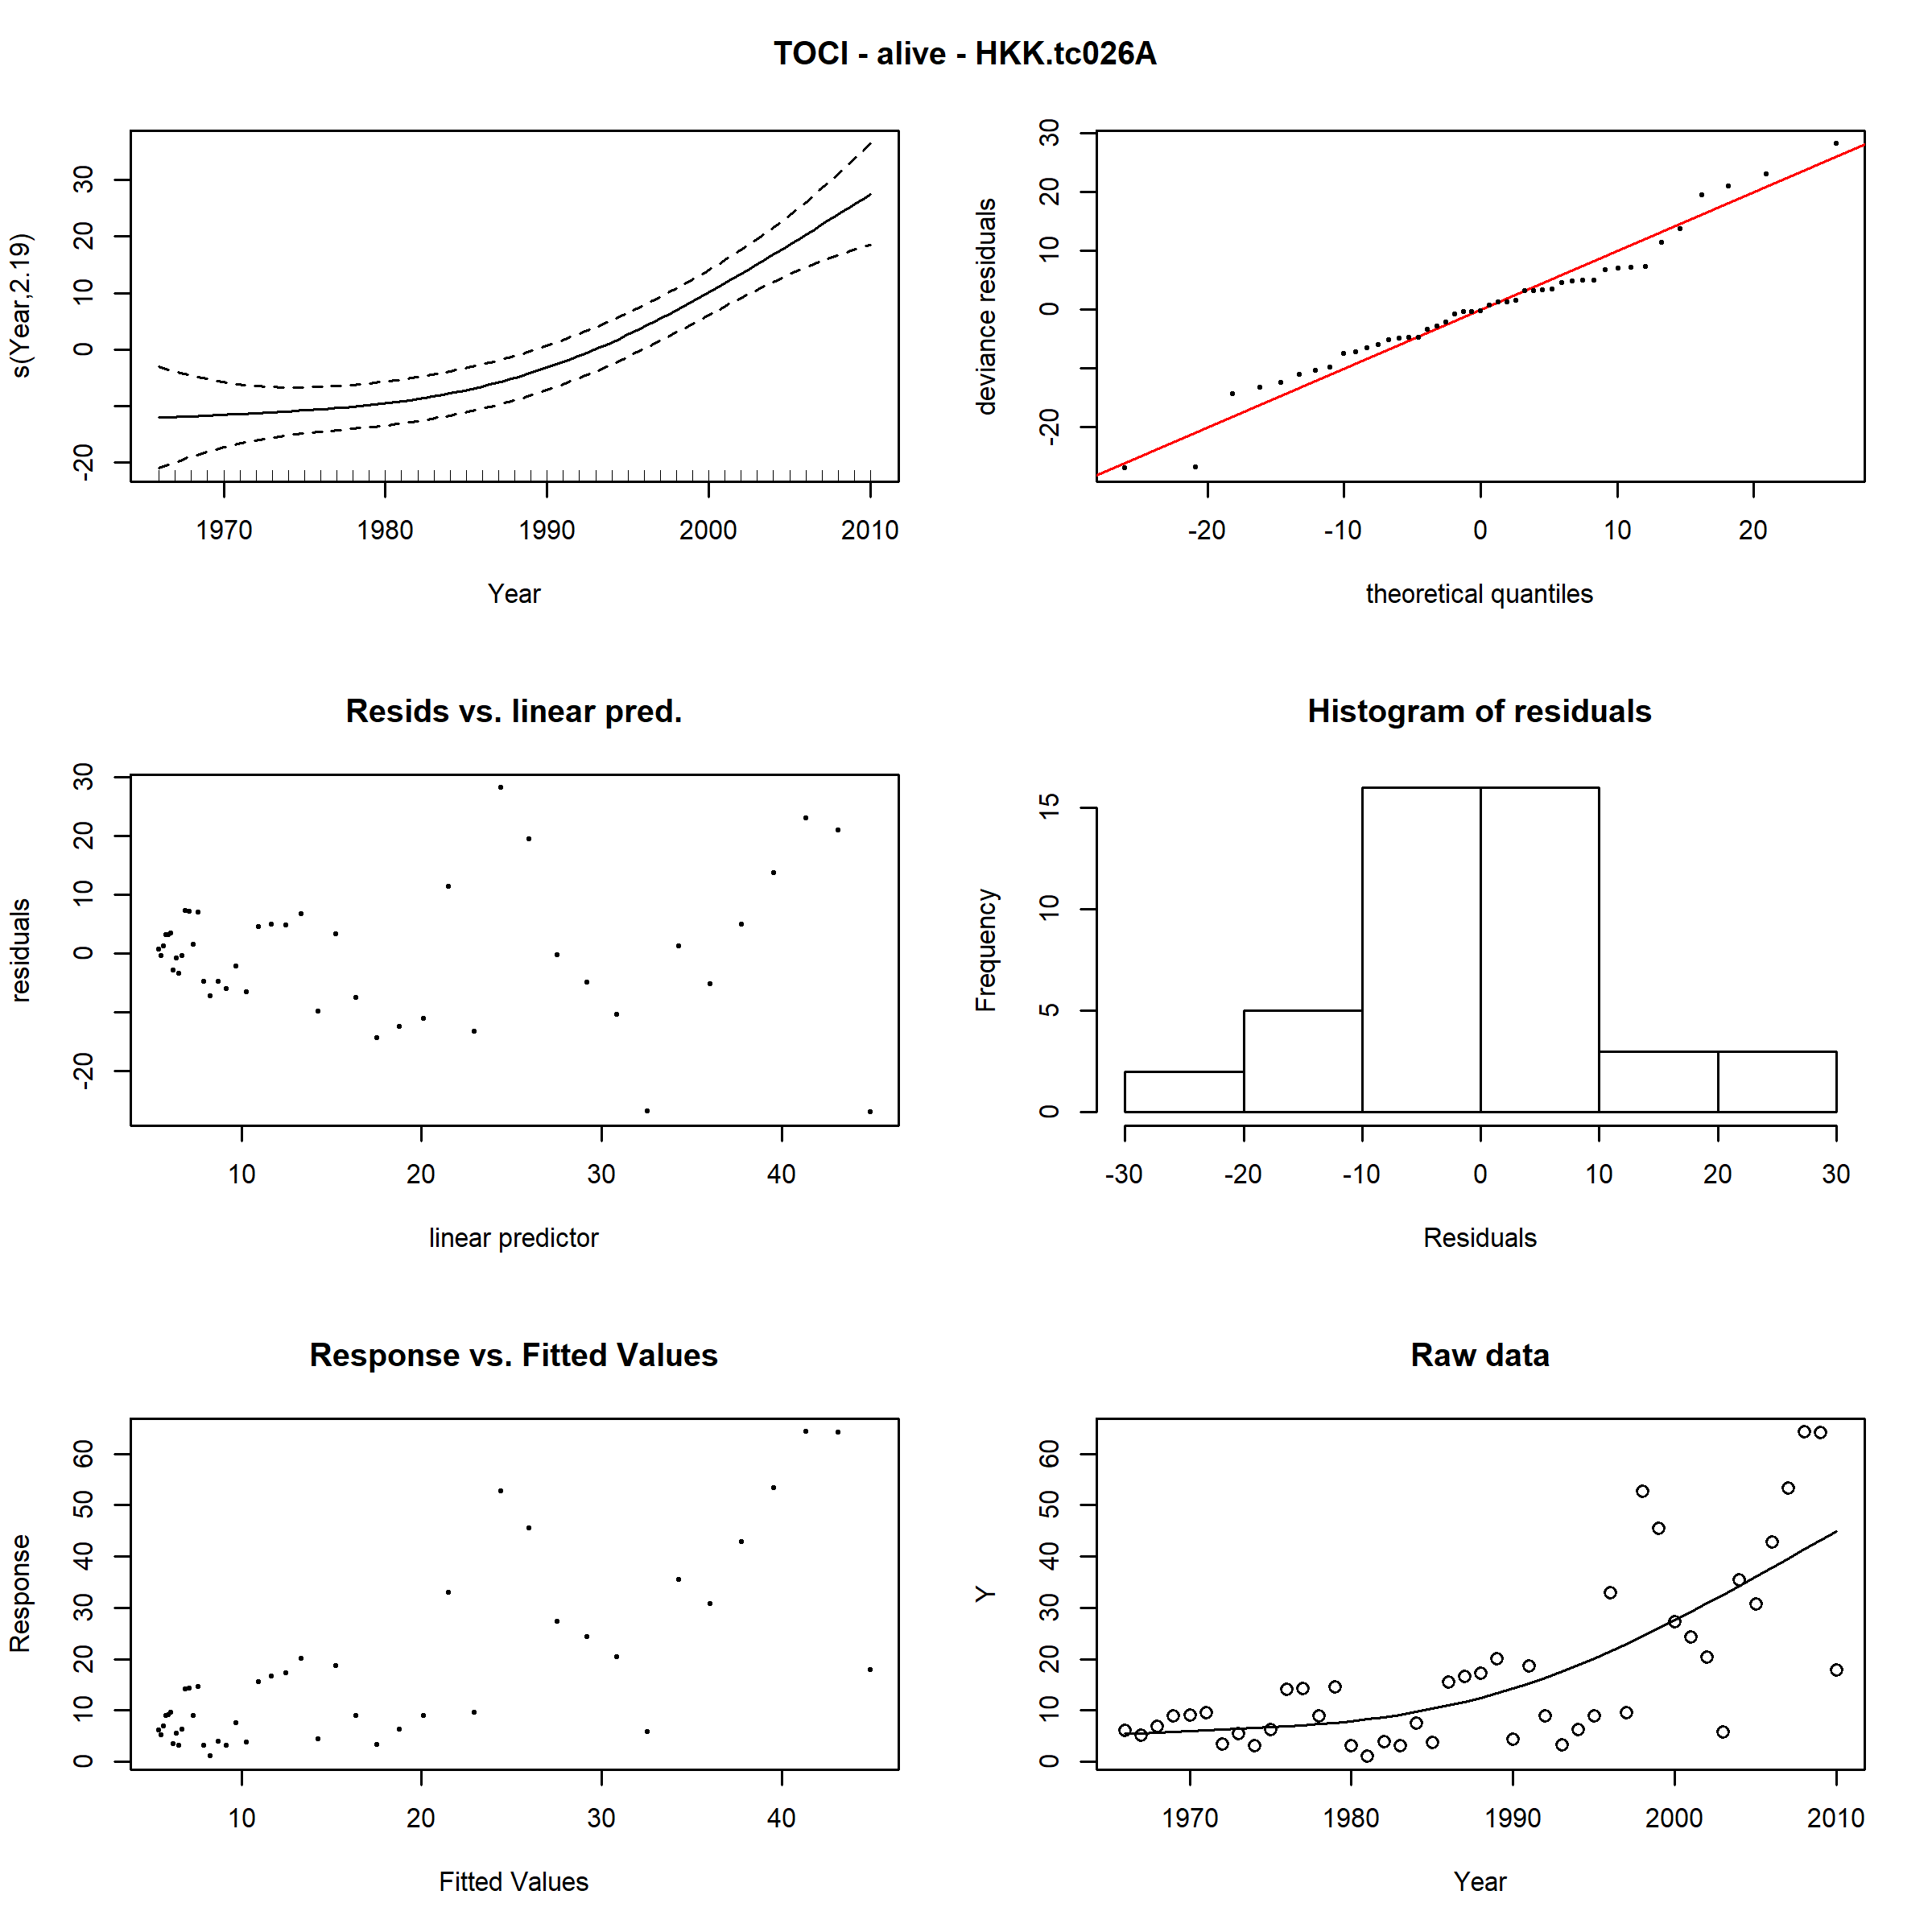 TOCI - alive - HKK.tc026A
s(Year,2.19)
30
20
10
0
-20
1970 1980 1990 2000 2010
Year
deviance residuals
30
20
10
0
-20
-20 -10 0 10 20
theoretical quantiles
Resids vs. linear pred.
residuals
30
20
10
0
-20
10 20 30 40
linear predictor
Histogram of residuals
Frequency
15
10
5
0
-30 -20 -10 0 10 20 30
Residuals
Response vs. Fitted Values
Response
60
50
40
30
20
10
0
10 20 30 40
Fitted Values
Raw data
Y
60
50
40
30
20
10
0
1970 1980 1990 2000 2010
Year